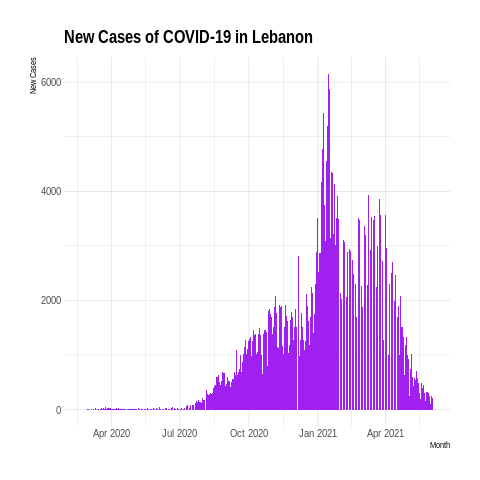 New Cases of COVID-19 in Lebanon
New Cases
6000
4000
2000
0
Apr 2020 Jul 2020 Oct 2020 Jan 2021 Apr 2021
Month